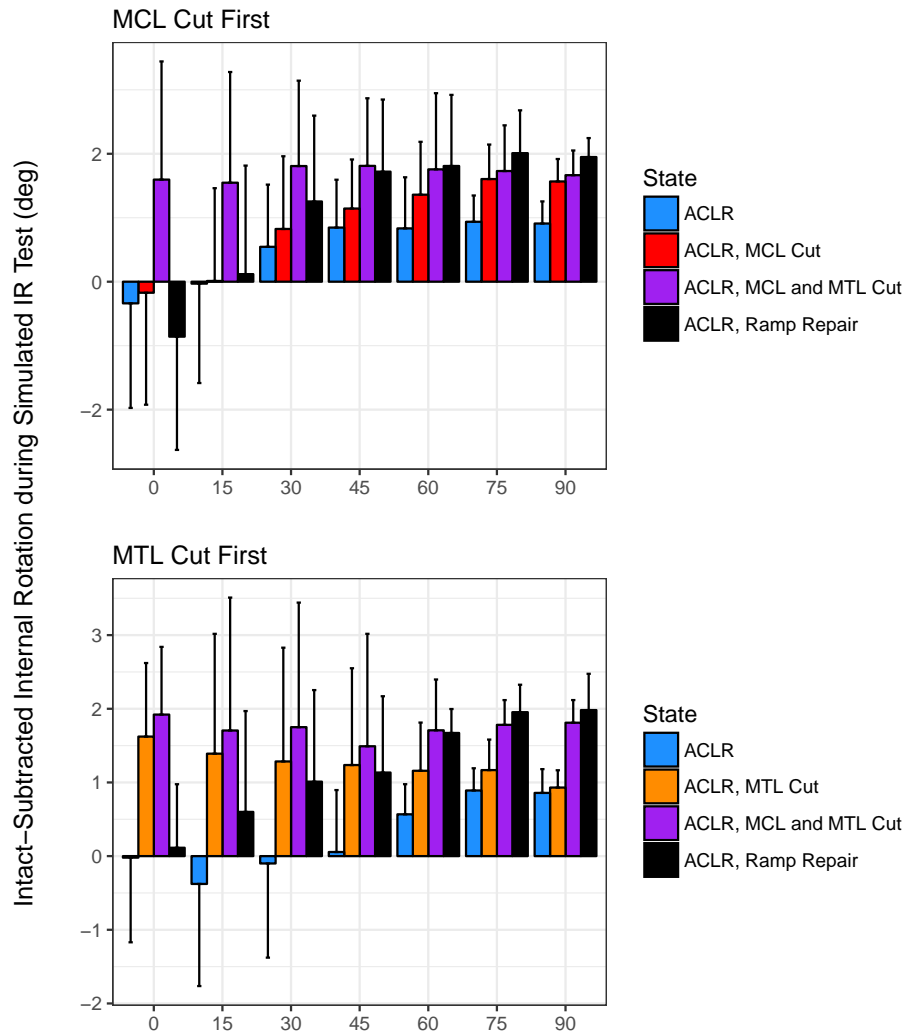 MCL Cut First
Intact−Subtracted Internal Rotation during Simulated IR Test (deg)
2
0
−2
0 15 30 45 60 75 90
State
ACLR
ACLR, MCL Cut
ACLR, MCL and MTL Cut
ACLR, Ramp Repair
MTL Cut First
3
2
1
0
−1
−2
0 15 30 45 60 75 90
State
ACLR
ACLR, MTL Cut
ACLR, MCL and MTL Cut
ACLR, Ramp Repair